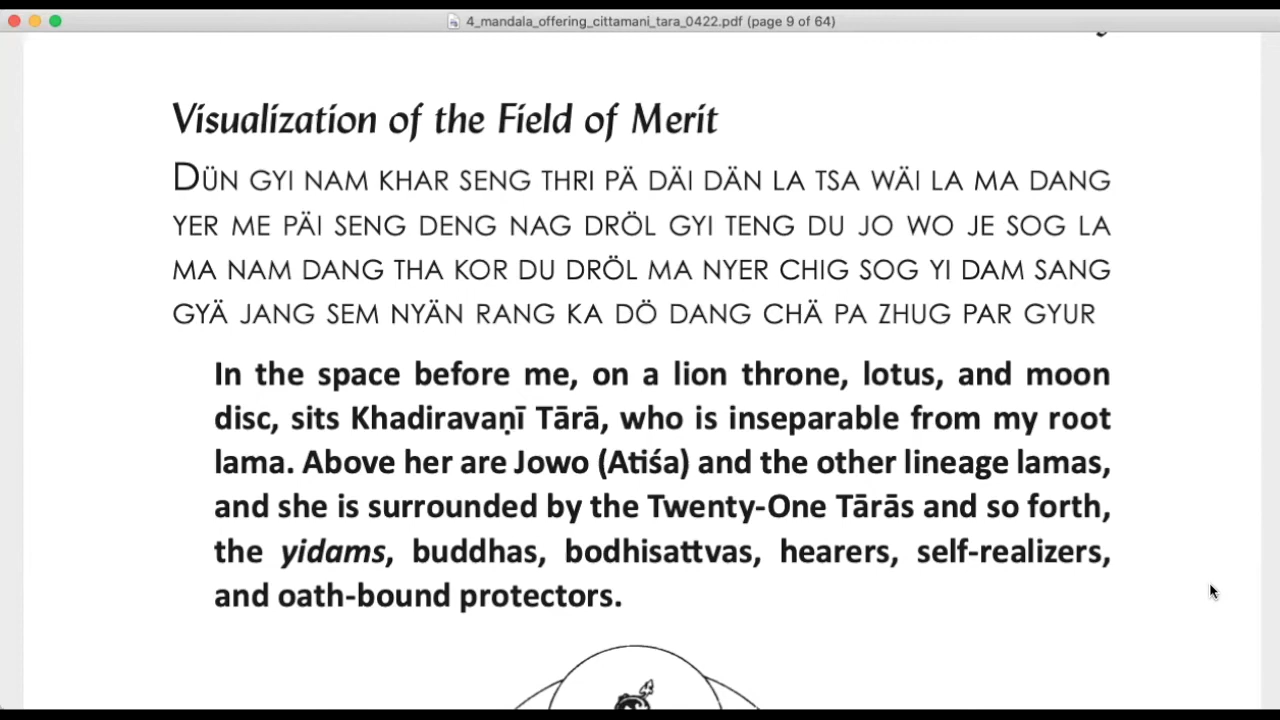 4_mandala_offering_cittamani_tara_0422.pdf (page 9 of 64)
Visualization of the Field of Merit
DÜN GYI NAM KHAR SENG THRI PÄ DÄI DÄN LA TSA WÄI LA MA DANG
YER ME PÄI SENG DENG NAG DRÖL GYI TENG DU JO WO JE SOG LA
MA NAM DANG THA KOR DU DRÖL MA NYER CHIG SOG YI DAM SANG
GYÄ JANG SEM NYÄN RANG KA DÖ DANG CHÄ PA ZHUG PAR GYUR
In the space before me, on a lion throne, lotus, and moon
disc, sits Khadiravaṇī Tārā, who is inseparable from my root
lama. Above her are Jowo (Atiśa) and the other lineage lamas,
and she is surrounded by the Twenty-One Tārās and so forth,
the yidams, buddhas, bodhisattvas, hearers, self-realizers,
and oath-bound protectors.